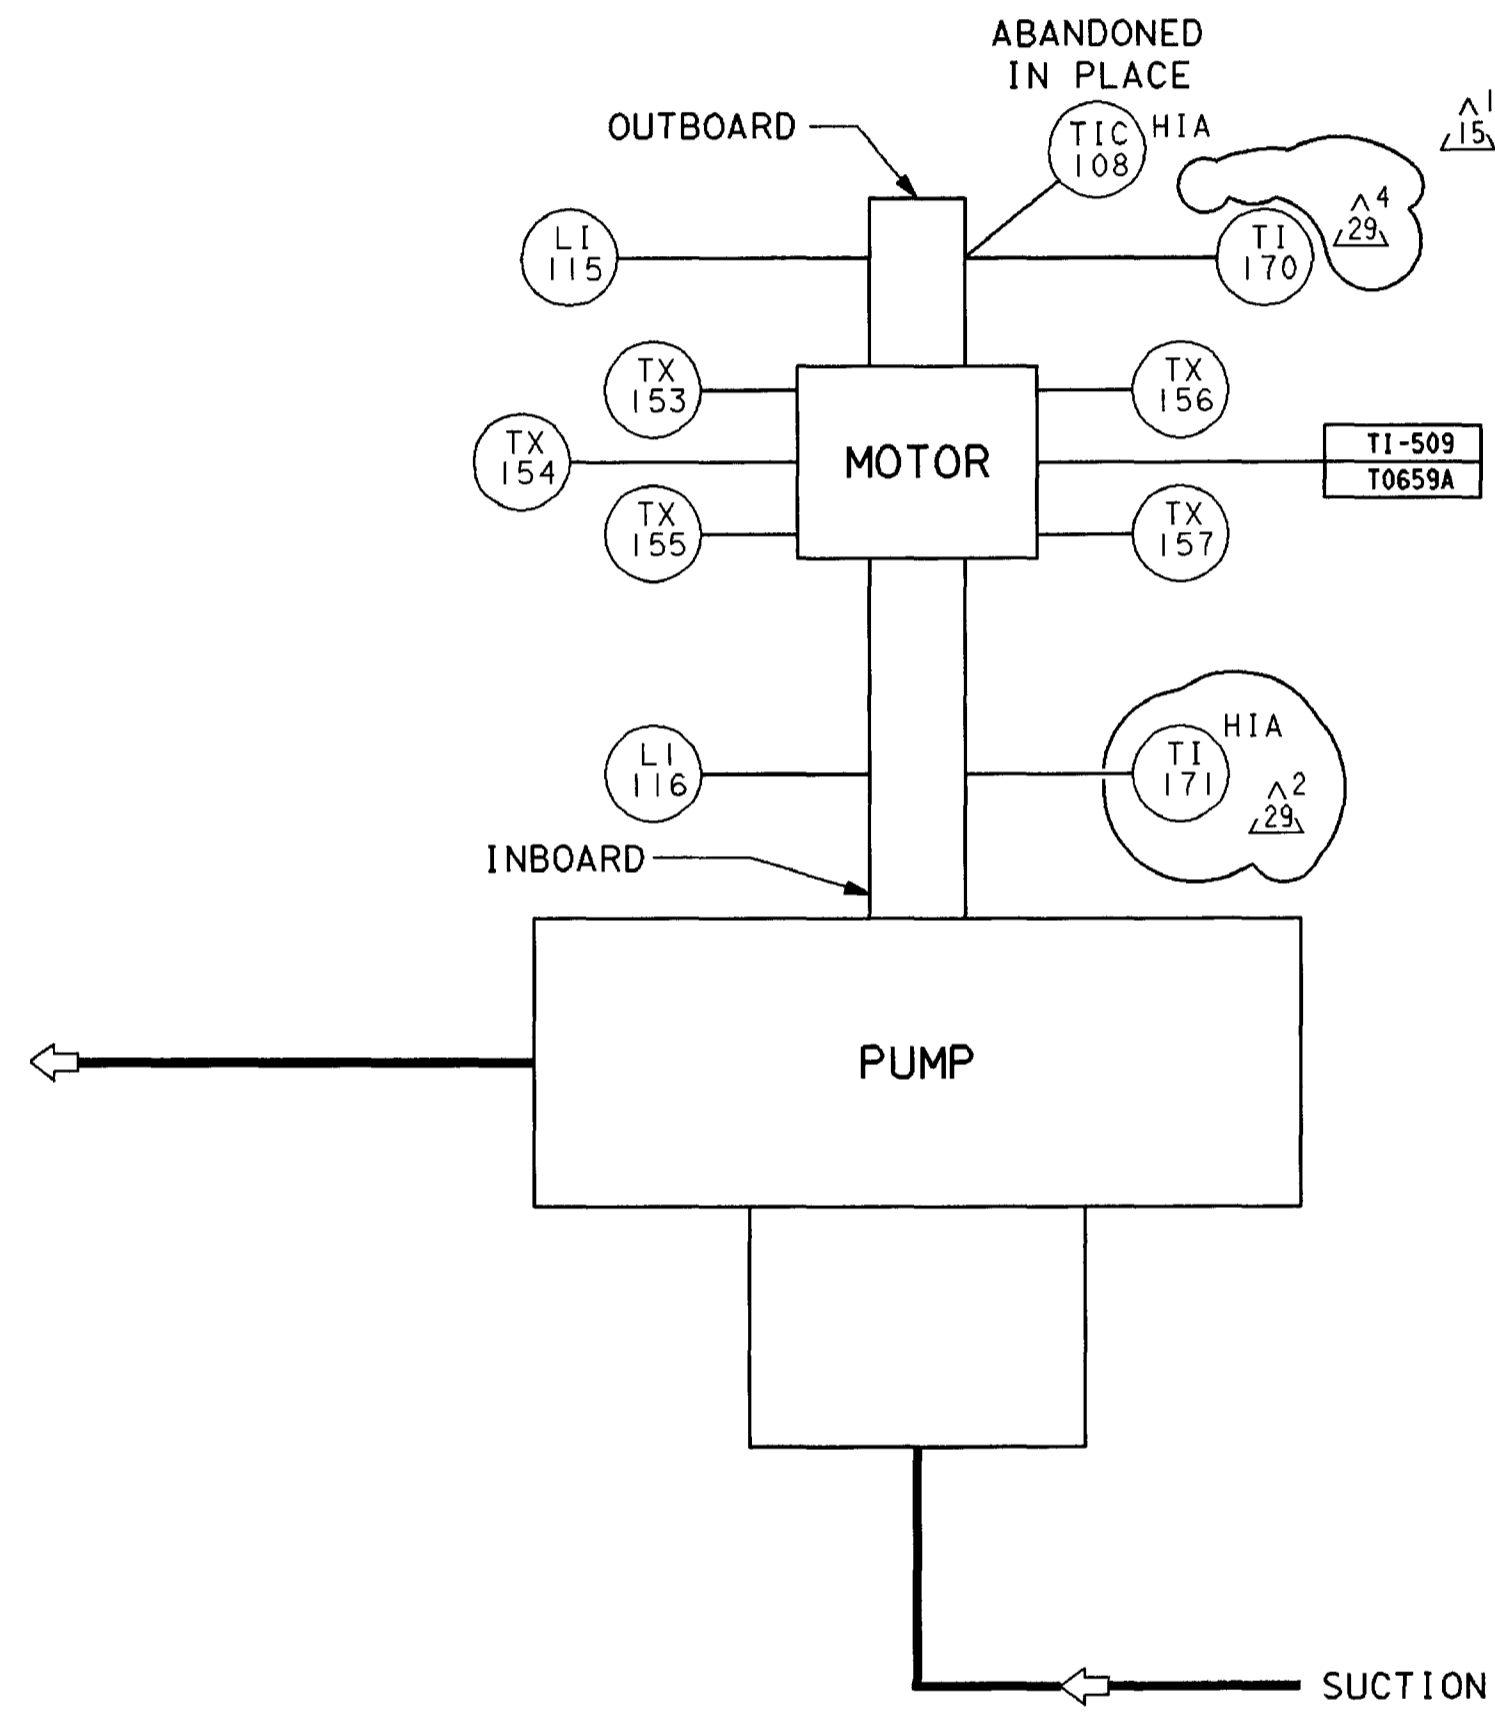 ABANDONED
IN PLACE
OUTBOARD
TIC
108
HIA
1
15
4
29
LI
115
TI
170
TX
153
TX
156
TX
154
MOTOR
TI-509
T0659A
TX
155
TX
157
HIA
LI
116
TI
171
2
29
INBOARD
PUMP
SUCTION